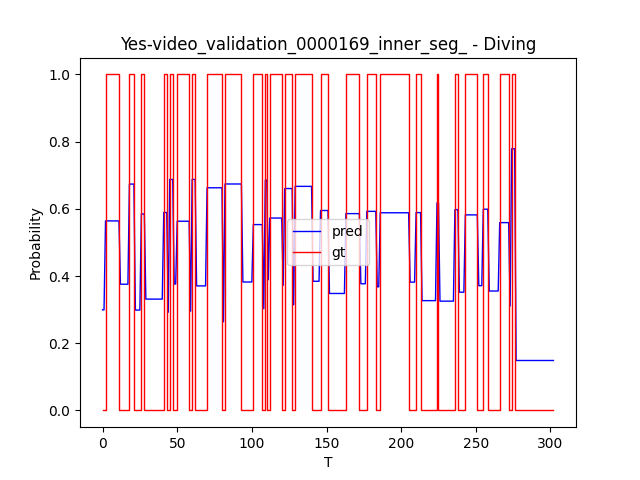 Yes-video_validation_0000169_inner_seg_ - Diving
1.0
0.8
0.6
0.4
0.2
0.0
Probability
pred
gt
0 50 100 150 200 250 300
T